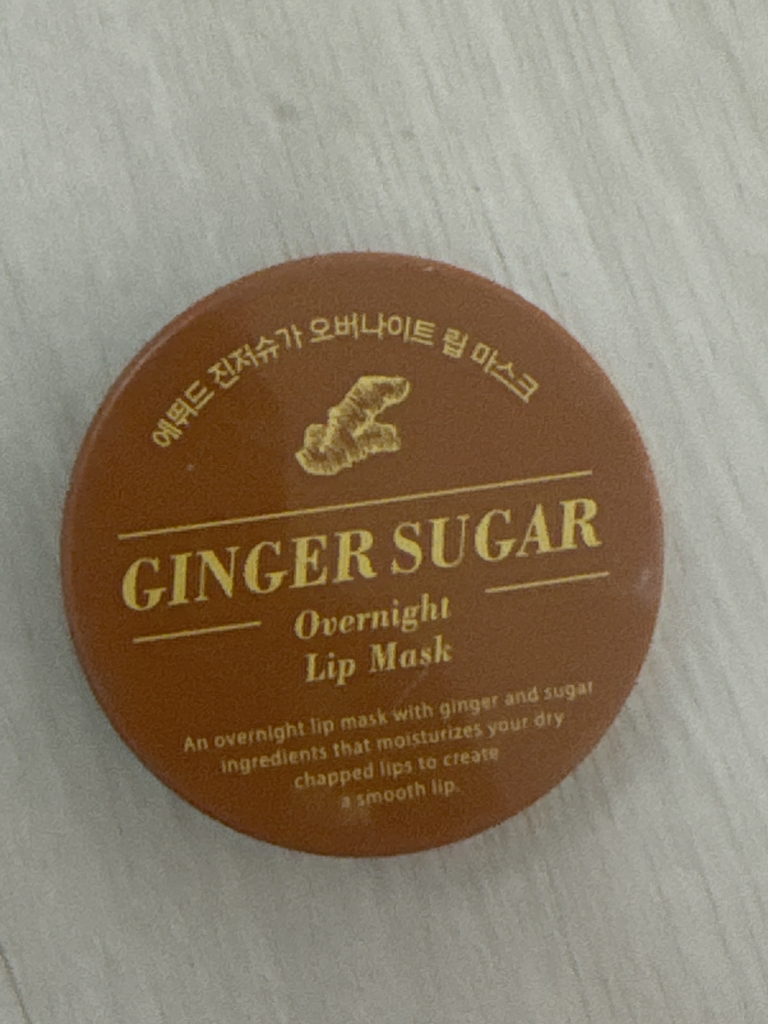 에뛰드 진저슈가 오버나이트 립 마스크
GINGER SUGAR
Overnight
Lip Mask
An overnight lip mask with ginger and sugar
ingredients that moisturizes your dry
chapped lips to create
a smooth lip.